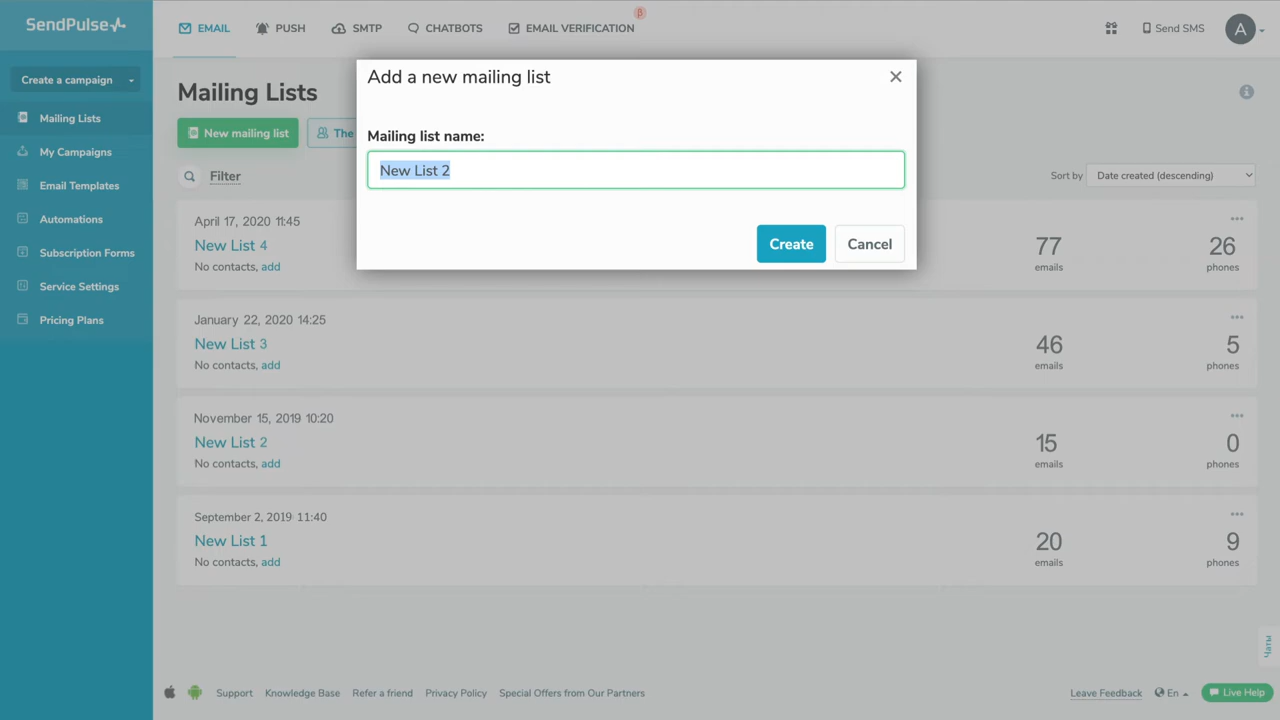 SendPulse
EMAIL
PUSH
SMTP
CHATBOTS
EMAIL VERIFICATION
β
Send SMS
A
Create a campaign
Mailing Lists
My Campaigns
Email Templates
Automations
Subscription Forms
Service Settings
Pricing Plans
Mailing Lists
New mailing list
The
Filter
Sort by
Date created (descending)
Add a new mailing list
Mailing list name:
New List 2
Create
Cancel
April 17, 2020 11:45
New List 4
No contacts, add
77
emails
26
phones
January 22, 2020 14:25
New List 3
No contacts, add
46
emails
5
phones
November 15, 2019 10:20
New List 2
No contacts, add
15
emails
0
phones
September 2, 2019 11:40
New List 1
No contacts, add
20
emails
9
phones
Чаты
Support
Knowledge Base
Refer a friend
Privacy Policy
Special Offers from Our Partners
Leave Feedback
En
Live Help